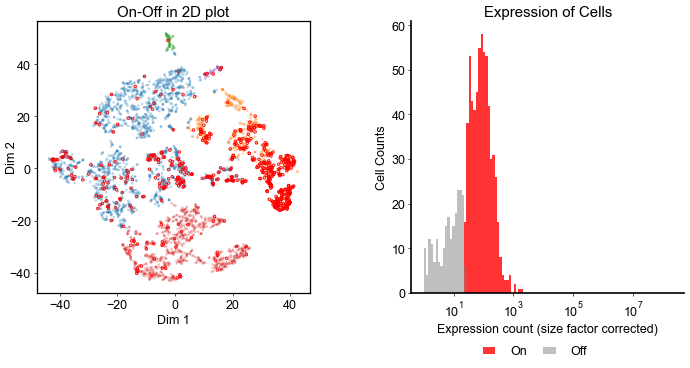 On-Off in 2D plot
40
20
0
−20
−40
−40
−20
0
20
40
Dim 2
Dim 1
Expression of Cells
60
50
40
30
20
10
0
Cell Counts
10^1
10^3
10^5
10^7
Expression count (size factor corrected)
On
Off